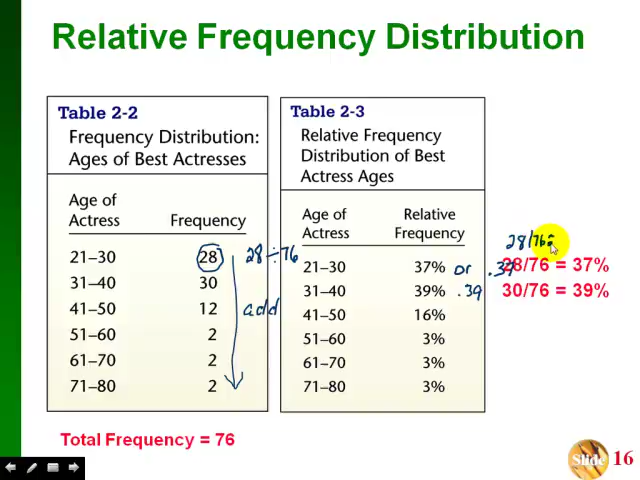 Relative Frequency Distribution
Table 2-2
Frequency Distribution:
Ages of Best Actresses
Age of
Actress Frequency
21–30 28
31–40 30
41–50 12
51–60 2
61–70 2
71–80 2
28 ÷ 76
add
Table 2-3
Relative Frequency
Distribution of Best
Actress Ages
Age of Relative
Actress Frequency
21–30 37% or .37
31–40 39% .39
41–50 16%
51–60 3%
61–70 3%
71–80 3%
28/76
28/76 = 37%
30/76 = 39%
Total Frequency = 76
Slide 16